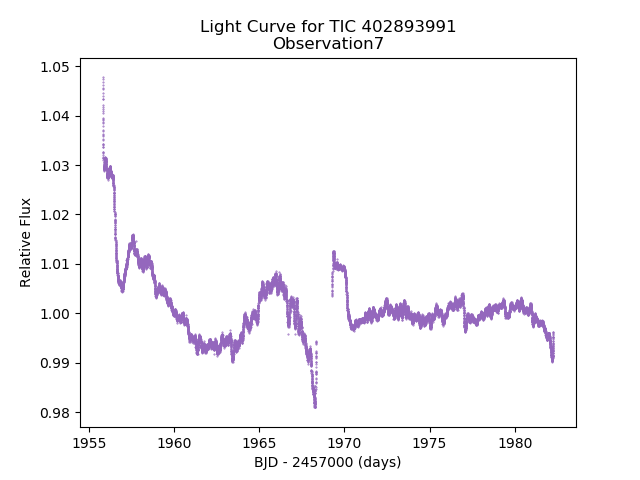 Light Curve for TIC 402893991
Observation7
1.05
1.04
1.03
1.02
1.01
1.00
0.99
0.98
Relative Flux
1955 1960 1965 1970 1975 1980
BJD - 2457000 (days)